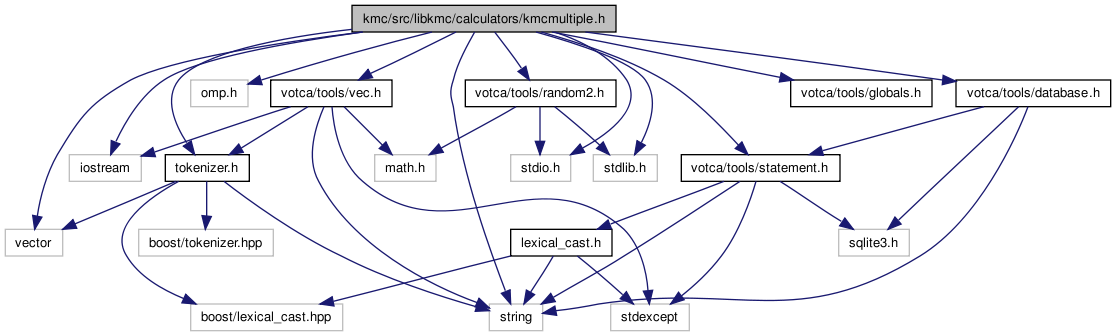 kmc/src/libkmc/calculators/kmcmultiple.h
omp.h
votca/tools/vec.h
votca/tools/random2.h
votca/tools/globals.h
votca/tools/database.h
iostream
tokenizer.h
math.h
stdio.h
stdlib.h
votca/tools/statement.h
vector
boost/tokenizer.hpp
lexical_cast.h
sqlite3.h
boost/lexical_cast.hpp
string
stdexcept